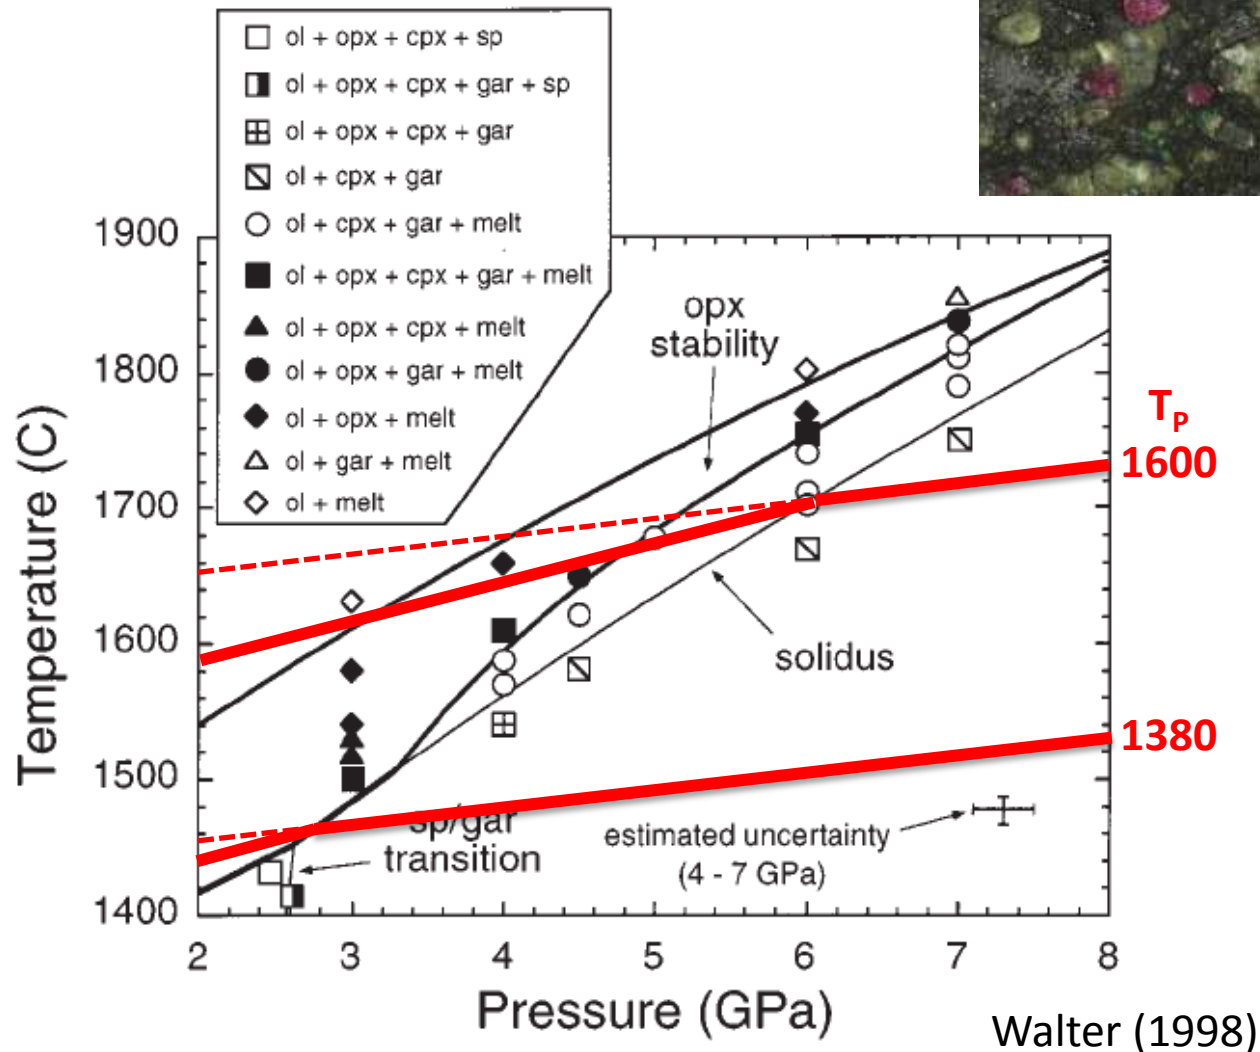 ol + opx + cpx + sp
ol + opx + cpx + gar + sp
ol + opx + cpx + gar
ol + cpx + gar
ol + cpx + gar + melt
ol + opx + cpx + gar + melt
ol + opx + cpx + melt
ol + opx + gar + melt
ol + opx + melt
ol + gar + melt
ol + melt
1900
1800
1700
1600
1500
1400
Temperature (C)
opx
stability
solidus
sp/gar
transition
estimated uncertainty
(4 - 7 GPa)
TP
1600
1380
2 3 4 5 6 7 8
Pressure (GPa)
Walter (1998)